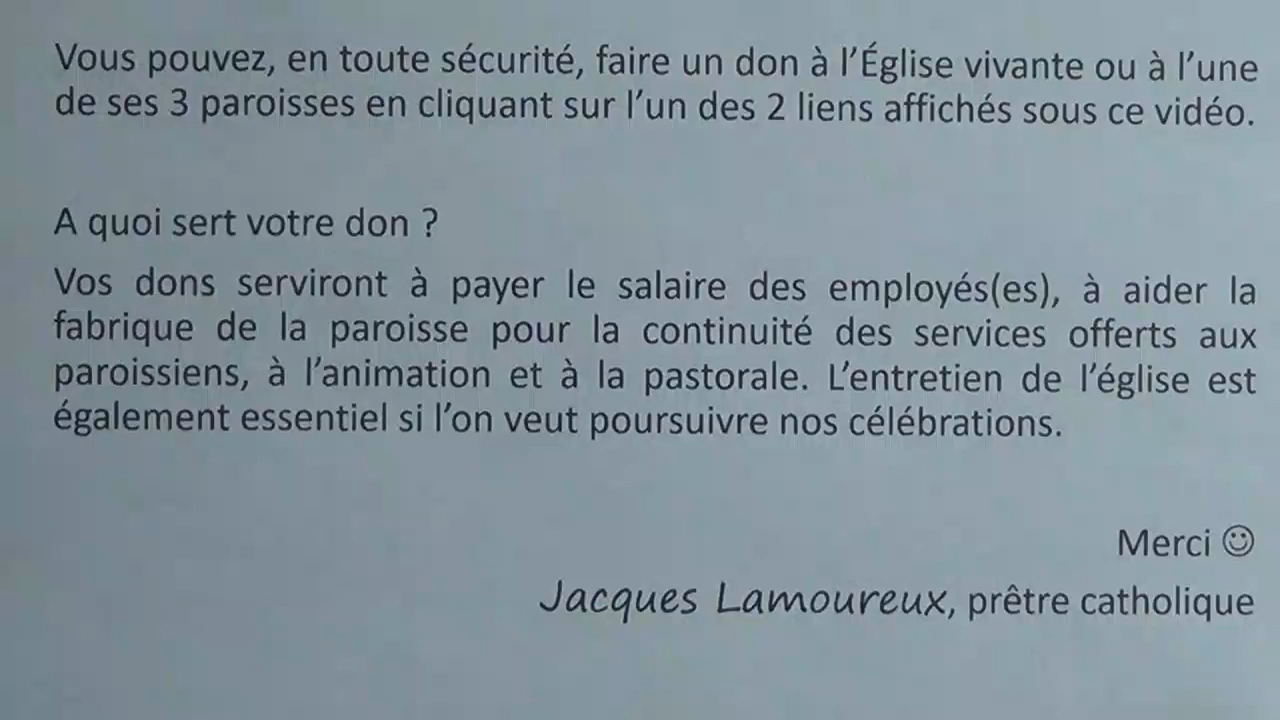 Vous pouvez, en toute sécurité, faire un don à l'Église vivante ou à l'une
de ses 3 paroisses en cliquant sur l'un des 2 liens affichés sous ce vidéo.
A quoi sert votre don ?
Vos dons serviront à payer le salaire des employés(es), à aider la
fabrique de la paroisse pour la continuité des services offerts aux
paroissiens, à l'animation et à la pastorale. L'entretien de l'église est
également essentiel si l'on veut poursuivre nos célébrations.
Merci ☺
Jacques Lamoureux, prêtre catholique